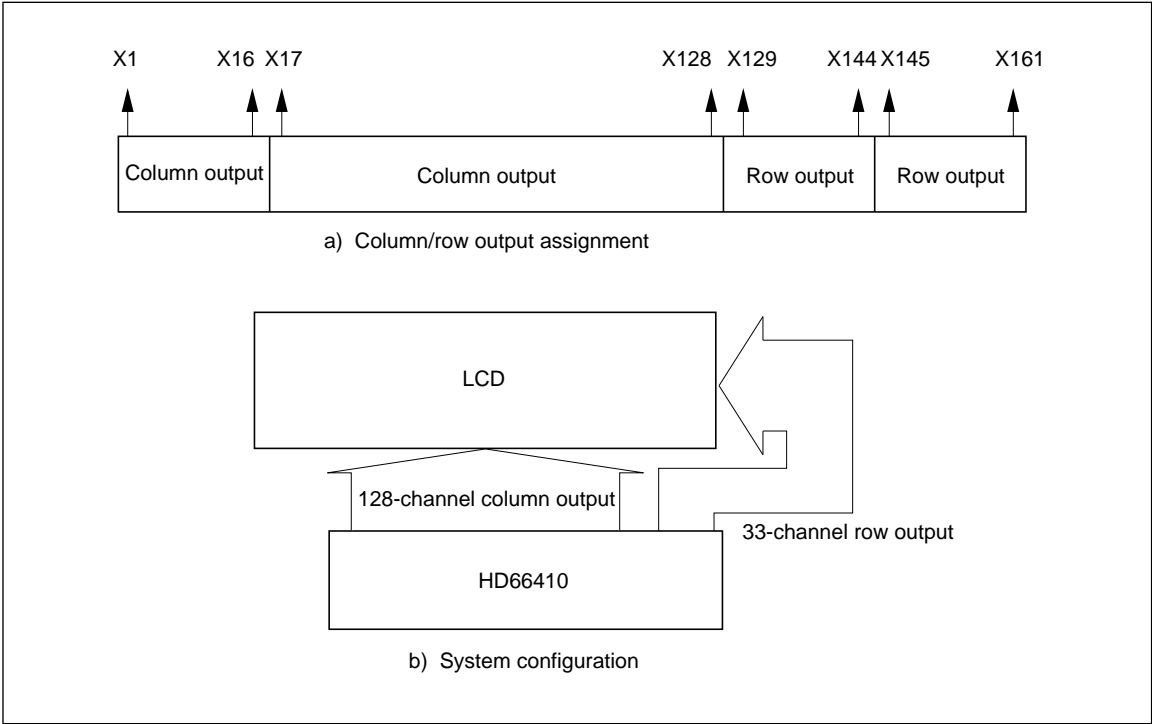 X1 X16 X17 X128 X129 X144 X145 X161
Column output Column output Row output Row output
a) Column/row output assignment
LCD
128-channel column output
33-channel row output
HD66410
b) System configuration